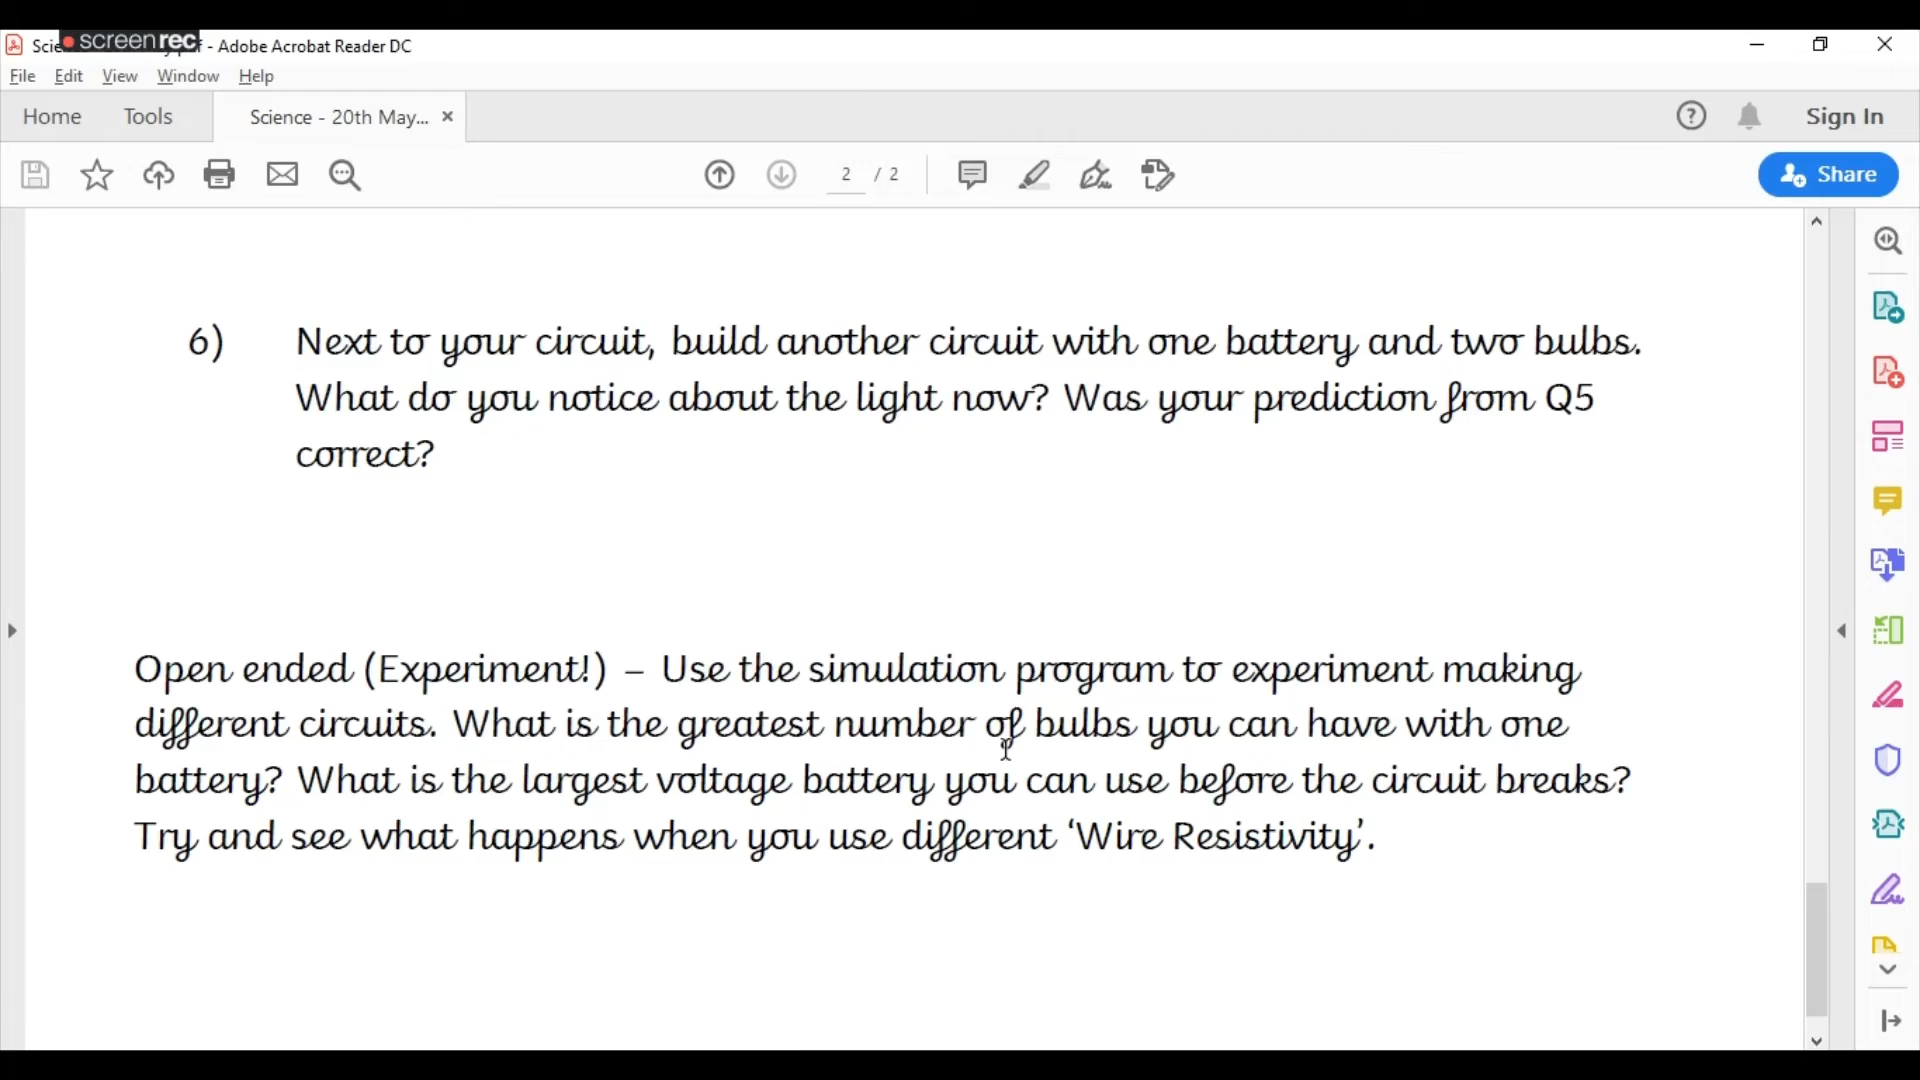 screenrec
Scie
f - Adobe Acrobat Reader DC
File Edit View Window Help
Home Tools Science - 20th May... × Sign In
2 / 2 Share
6) Next to your circuit, build another circuit with one battery and two bulbs.
What do you notice about the light now? Was your prediction from Q5
correct?
Open ended (Experiment!) – Use the simulation program to experiment making
different circuits. What is the greatest number of bulbs you can have with one
battery? What is the largest voltage battery you can use before the circuit breaks?
Try and see what happens when you use different ‘Wire Resistivity’.